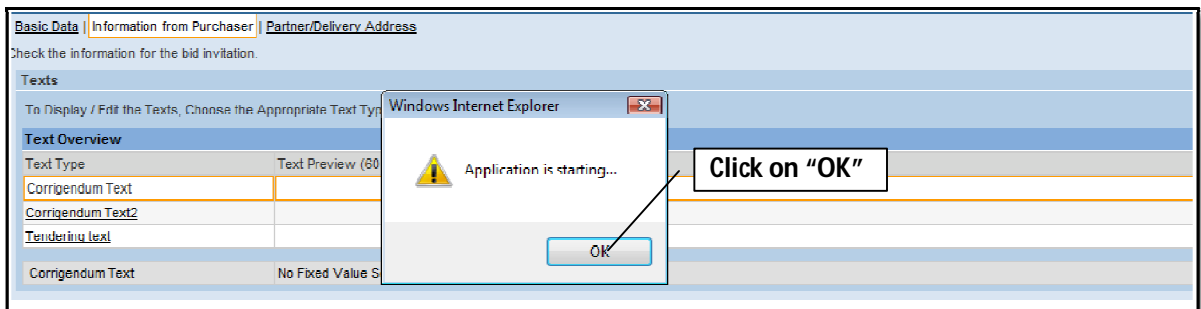 Basic Data | Information from Purchaser | Partner/Delivery Address
Check the information for the bid invitation.
Texts
To Display / Edit the Texts, Choose the Appropriate Text Typ
Windows Internet Explorer
Text Overview
Text Type Text Preview (60
Application is starting...
Click on “OK”
Corrigendum Text
Corrigendum Text2
Tendering text
OK
Corrigendum Text No Fixed Value S